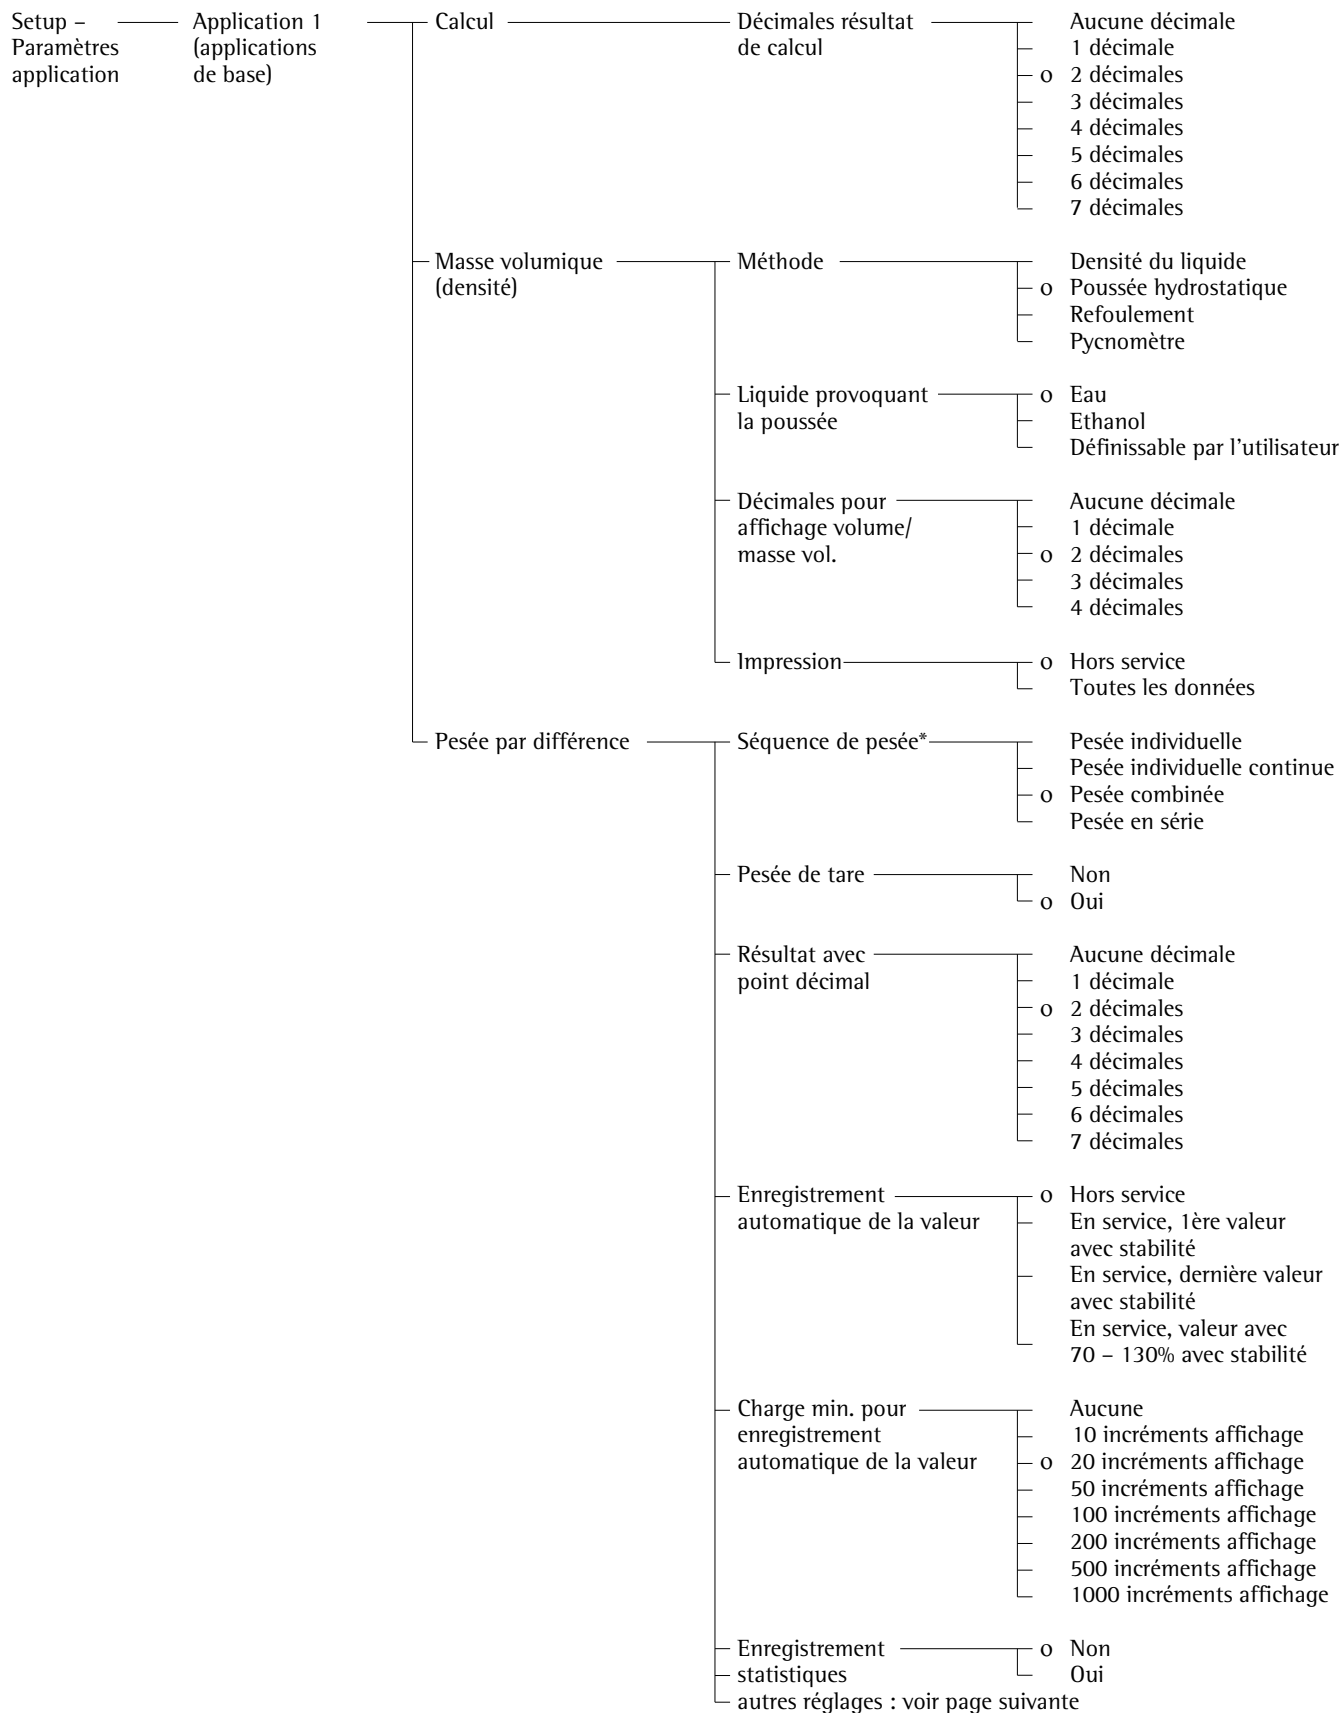 Setup – Application 1 Calcul Décimales résultat Aucune décimale
Paramètres (applications de calcul 1 décimale
application de base) o 2 décimales
3 décimales
4 décimales
5 décimales
6 décimales
7 décimales
Masse volumique Méthode Densité du liquide
(densité) o Poussée hydrostatique
Refoulement
Pycnomètre
Liquide provoquant o Eau
la poussée Ethanol
Définissable par l'utilisateur
Décimales pour Aucune décimale
affichage volume/ 1 décimale
masse vol. o 2 décimales
3 décimales
4 décimales
Impression o Hors service
Toutes les données
Pesée par différence Séquence de pesée* Pesée individuelle
Pesée individuelle continue
o Pesée combinée
Pesée en série
Pesée de tare Non
o Oui
Résultat avec Aucune décimale
point décimal 1 décimale
o 2 décimales
3 décimales
4 décimales
5 décimales
6 décimales
7 décimales
Enregistrement o Hors service
automatique de la valeur En service, 1ère valeur
avec stabilité
En service, dernière valeur
avec stabilité
En service, valeur avec
70 – 130% avec stabilité
Charge min. pour Aucune
enregistrement 10 incréments affichage
automatique de la valeur o 20 incréments affichage
50 incréments affichage
100 incréments affichage
200 incréments affichage
500 incréments affichage
1000 incréments affichage
Enregistrement o Non
statistiques Oui
autres réglages : voir page suivante